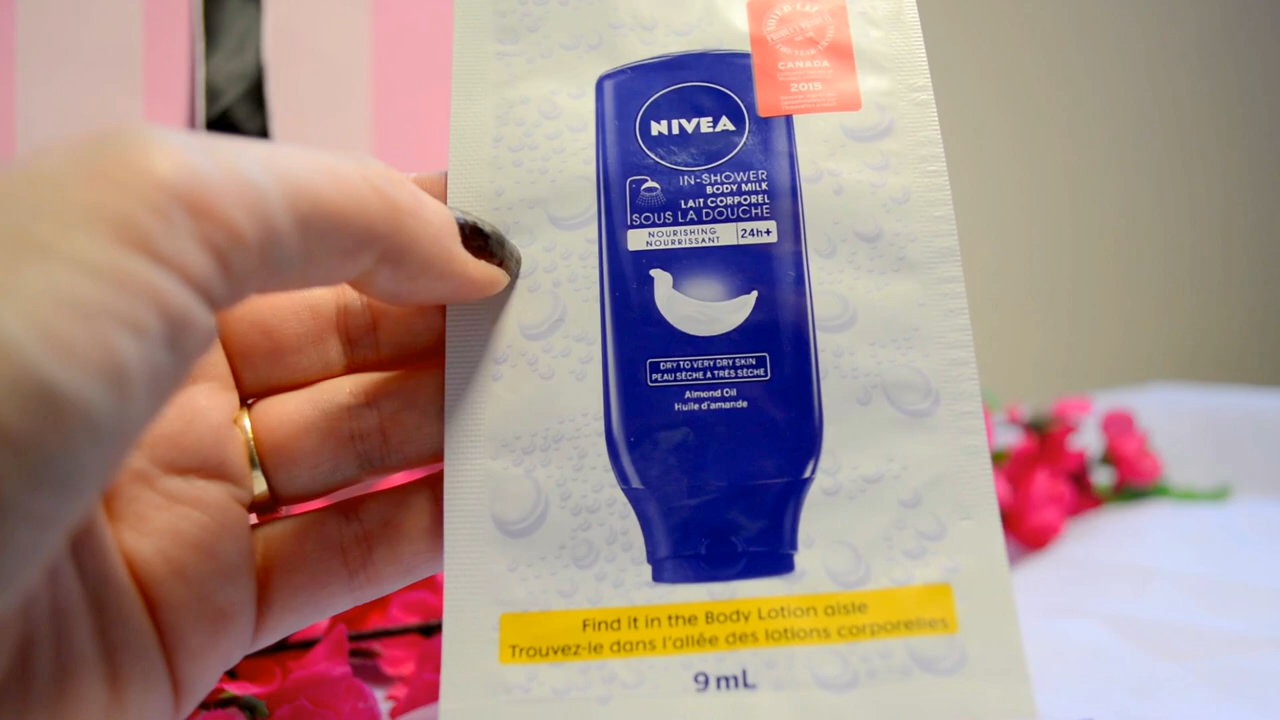 CANADA
2015
NIVEA
IN-SHOWER
BODY MILK
LAIT CORPOREL
SOUS LA DOUCHE
NOURISHING
NOURRISSANT
24h+
DRY TO VERY DRY SKIN
PEAU SÈCHE À TRÈS SÈCHE
Almond Oil
Huile d'amande
Find it in the Body Lotion aisle
Trouvez-le dans l'allée des lotions corporelles
9 mL